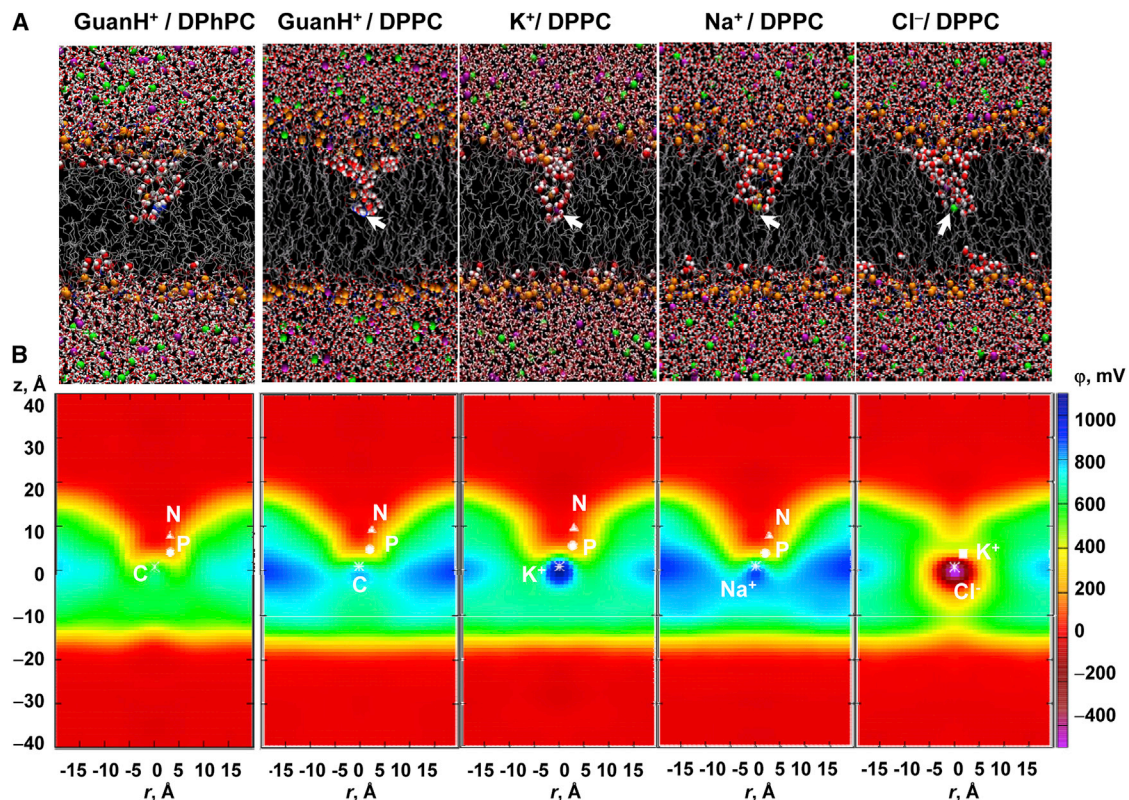 A GuanH⁺ / DPhPC GuanH⁺ / DPPC K⁺/ DPPC Na⁺ / DPPC Cl⁻/ DPPC
B
z, Å
φ, mV
40
30
20
10
0
−10
−20
−30
−40
N
P
C
N
P
C
N
P
K⁺
N
P
Na⁺
K⁺
Cl⁻
1000
800
600
400
200
0
−200
−400
-15 -10 -5 0 5 10 15 -15 -10 -5 0 5 10 15 -15 -10 -5 0 5 10 15 -15 -10 -5 0 5 10 15 -15 -10 -5 0 5 10 15
r, Å r, Å r, Å r, Å r, Å